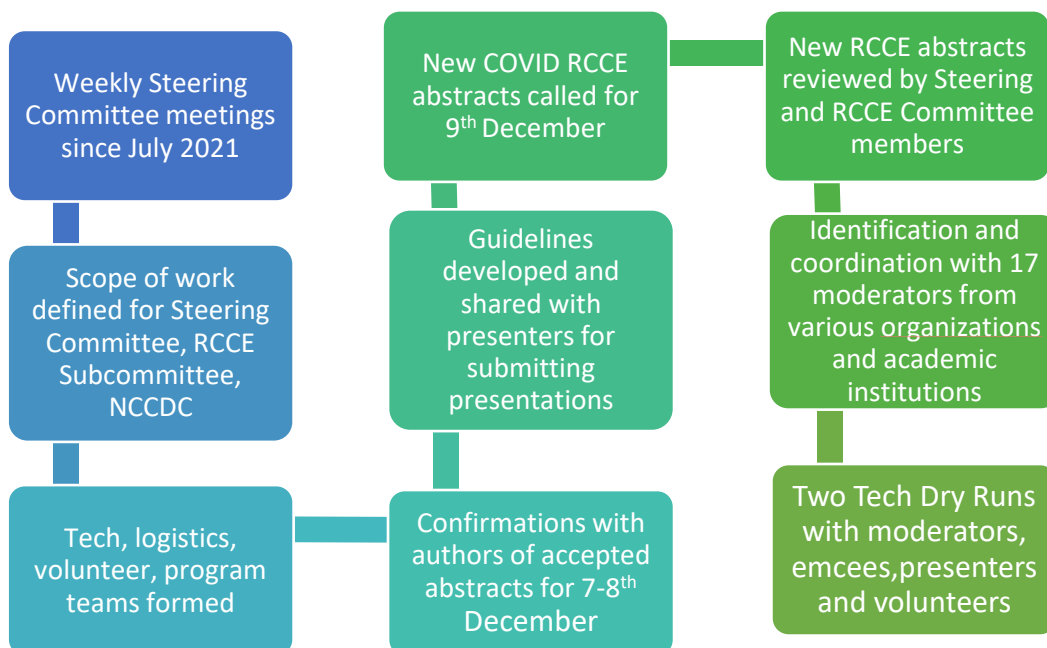 Weekly Steering
Committee meetings
since July 2021
Scope of work
defined for Steering
Committee, RCCE
Subcommittee,
NCCDC
Tech, logistics,
volunteer, program
teams formed
Confirmations with
authors of accepted
abstracts for 7-8th
December
Guidelines
developed and
shared with
presenters for
submitting
presentations
New COVID RCCE
abstracts called for
9th December
New RCCE abstracts
reviewed by Steering
and RCCE Committee
members
Identification and
coordination with 17
moderators from
various organizations
and academic
institutions
Two Tech Dry Runs
with moderators,
emcees,presenters
and volunteers